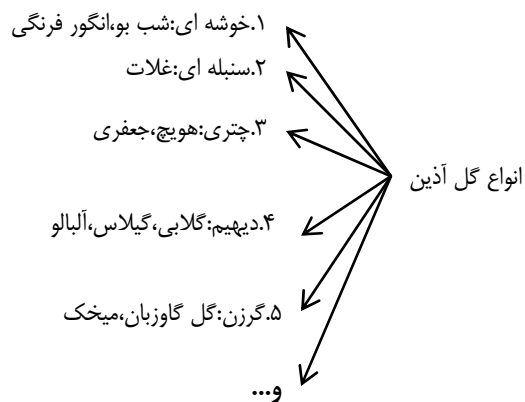 انواع گل آذین
۱.خوشه ای:شب بو،انگور فرنگی
۲.سنبله ای:غلات
۳.چتری:هویچ،جعفری
۴.دیهیم:گلابی،گیلاس،آلبالو
۵.گرزن:گل گاوزبان،میخک
و...